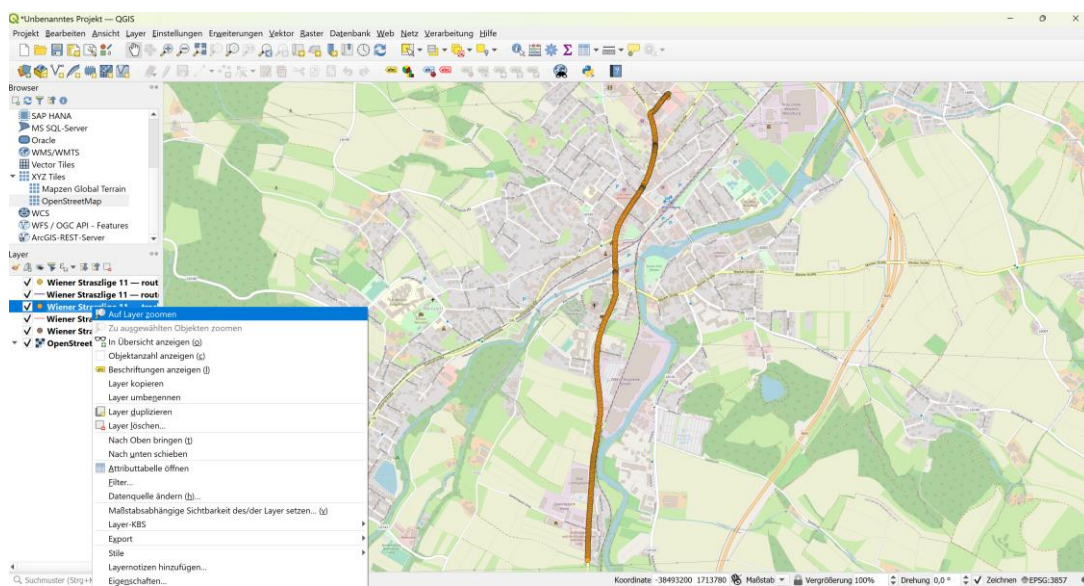 *Unbenanntes Projekt — QGIS
Projekt Bearbeiten Ansicht Layer Einstellungen Erweiterungen Vektor Raster Datenbank Web Netz Verarbeitung Hilfe
Browser
SAP HANA
MS SQL-Server
Oracle
WMS/WMTS
Vector Tiles
XYZ Tiles
Mapzen Global Terrain
OpenStreetMap
WCS
WFS / OGC API - Features
ArcGIS-REST-Server
Layer
Wiener Straszlige 11 — rout
Wiener Straszlige 11 — rout
Wiener Straszlige 11
Wiener Stra
Wiener Stra
OpenStreet
Auf Layer zoomen
Zu ausgewählten Objekten zoomen
In Übersicht anzeigen (o)
Objektanzahl anzeigen (c)
Beschriftungen anzeigen (l)
Layer kopieren
Layer umbenennen
Layer duplizieren
Layer löschen...
Nach Oben bringen (t)
Nach unten schieben
Attributtabelle öffnen
Filter...
Datenquelle ändern (h)...
Maßstabsabhängige Sichtbarkeit des/der Layer setzen... (v)
Layer-KBS
Export
Stile
Layernotizen hinzufügen...
Eigenschaften...
Suchmuster (Strg+
Koordinate -38493200 1713780 Maßstab Vergrößerung 100% Drehung 0,0 ° Zeichnen EPSG:3857